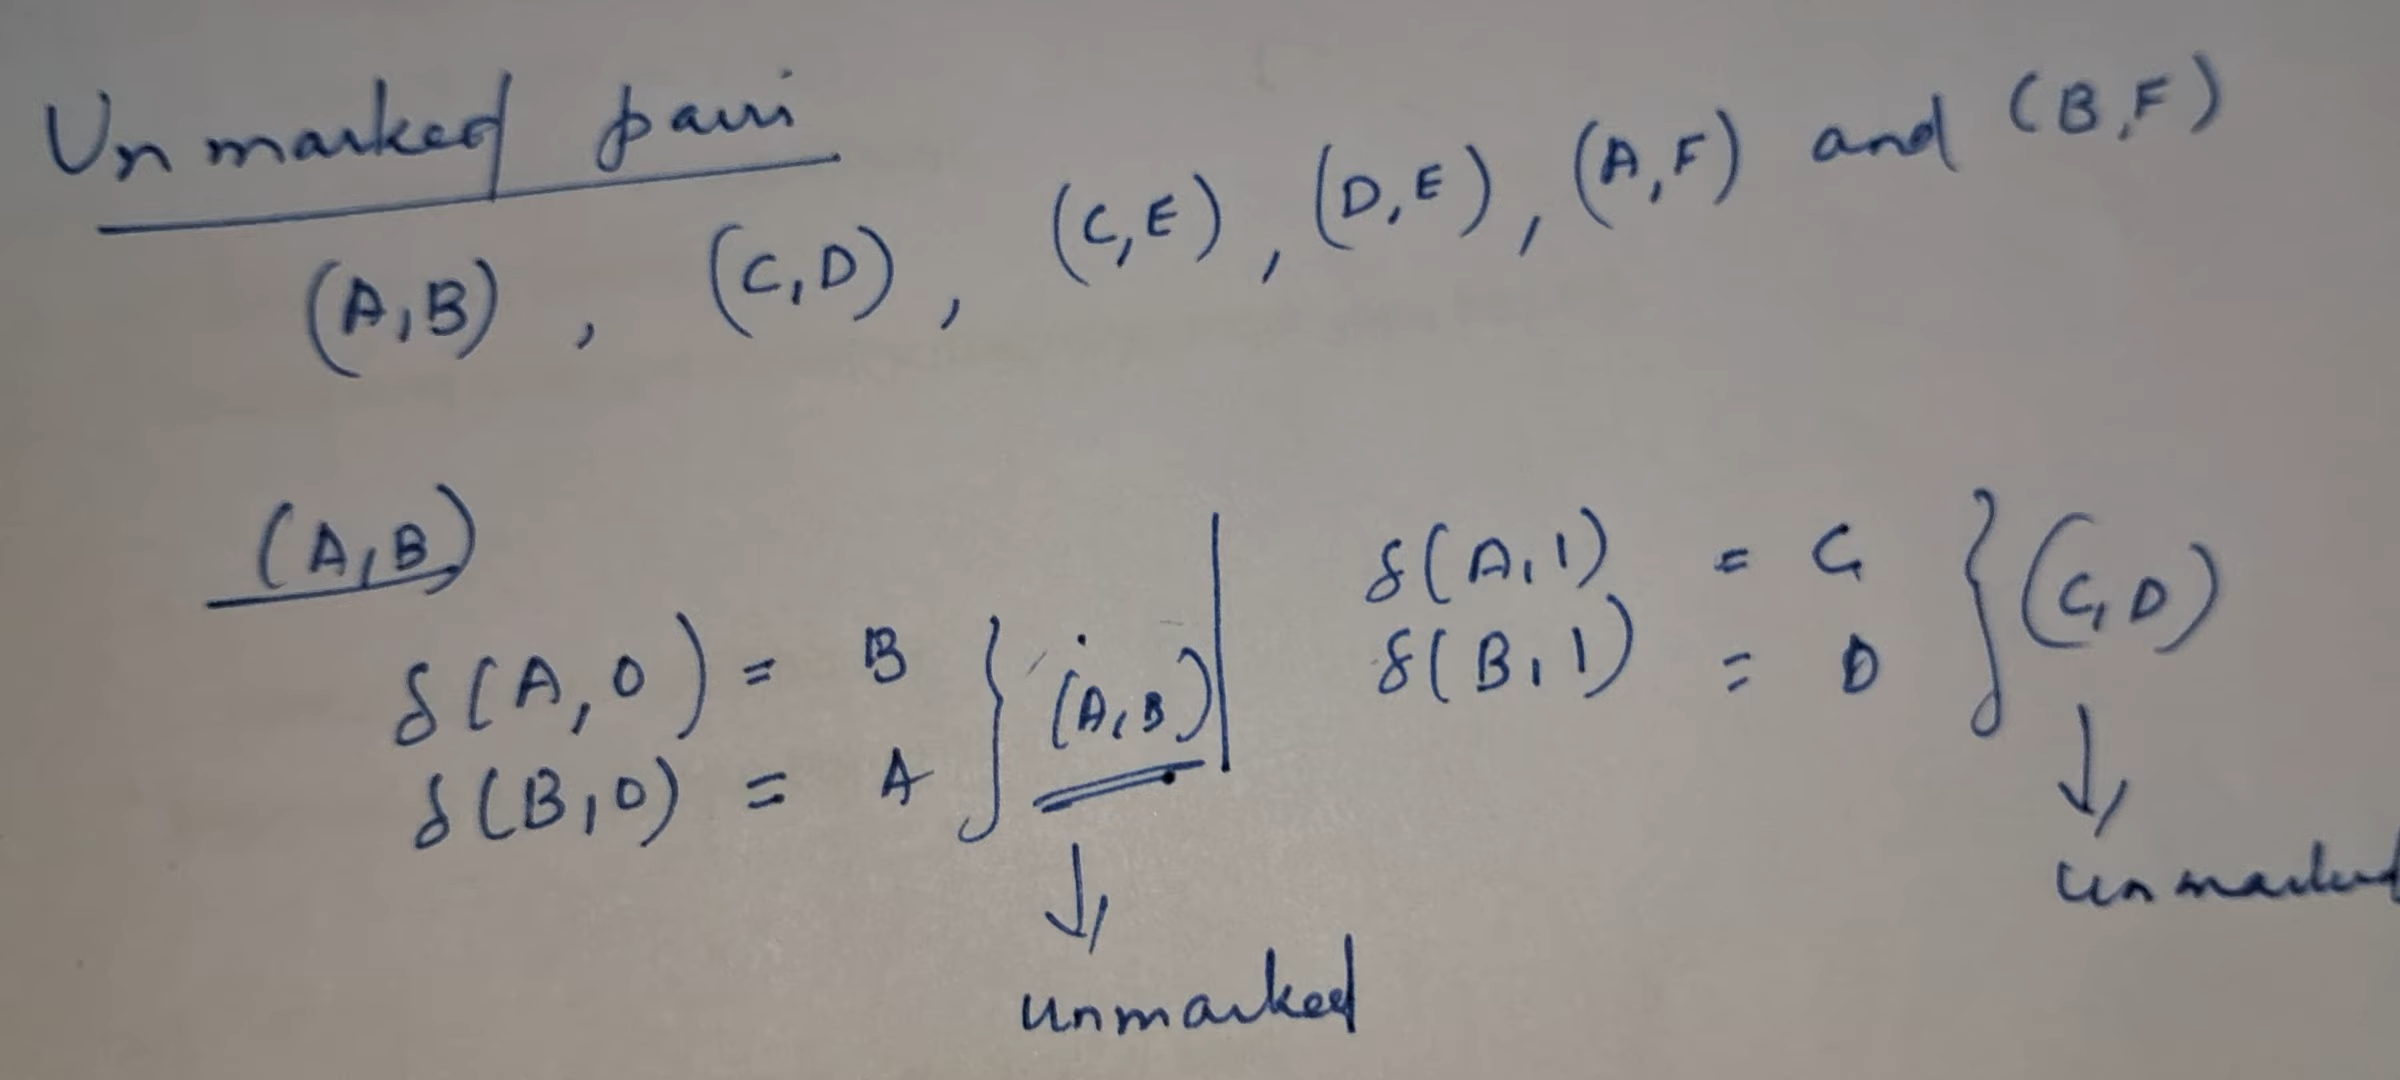 Unmarked pairs
(A,B), (C,D), (C,E), (D,E), (A,F) and (B,F)
(A,B)
δ(A,0) = B } (A,B) | δ(A,1) = C } (C,D)
δ(B,0) = A δ(B,1) = D
↓ ↓
unmarked unmarked